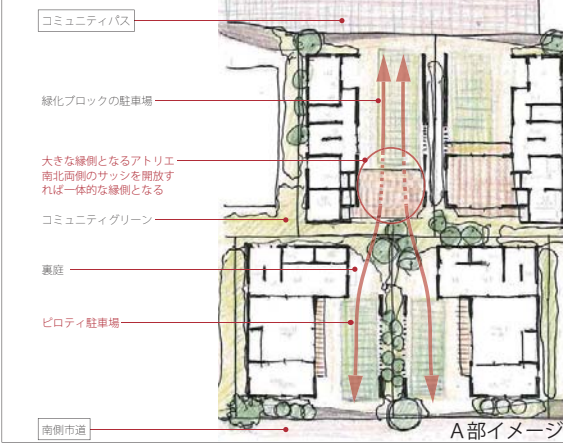 コミュニティパス
緑化ブロックの駐車場
大きな縁側となるアトリエ
南北両側のサッシを開放す
れば一体的な縁側となる
コミュニティグリーン
裏庭
ピロティ駐車場
南側市道
A部イメージ